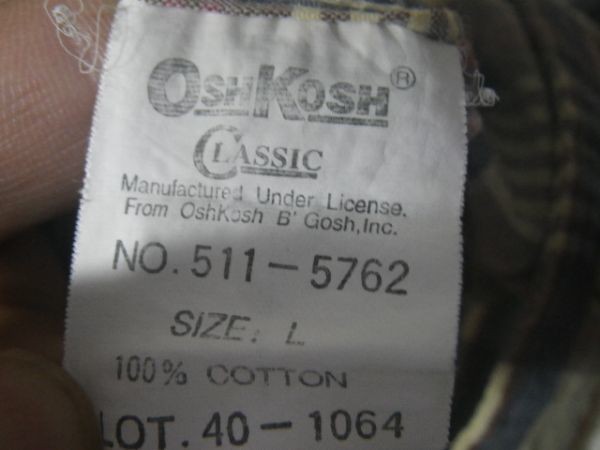 OSHKOSH®
CLASSIC
Manufactured Under License.
From OshKosh B' Gosh, Inc.
NO. 511-5762
SIZE: L
100% COTTON
LOT. 40-1064